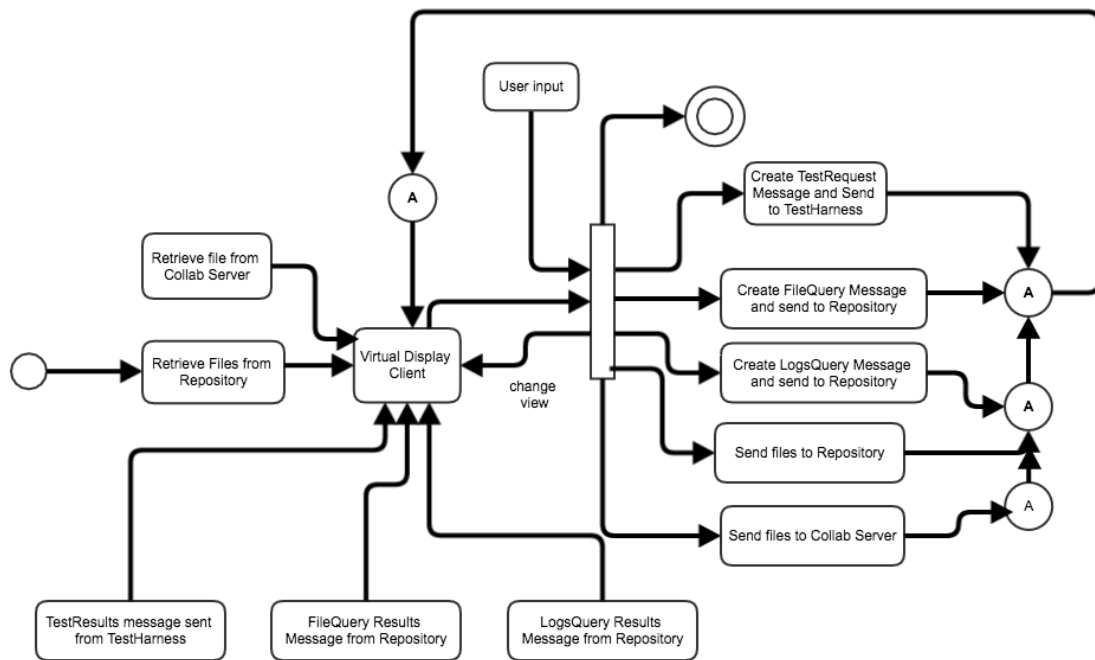 User input
A
Create TestRequest
Message and Send
to TestHarness
Retrieve file from
Collab Server
Create FileQuery Message
and send to Repository
A
Virtual Display
Client
Retrieve Files from
Repository
change
view
Create LogsQuery Message
and send to Repository
A
Send files to Repository
A
Send files to Collab Server
TestResults message sent
from TestHarness
FileQuery Results
Message from Repository
LogsQuery Results
Message from Repository